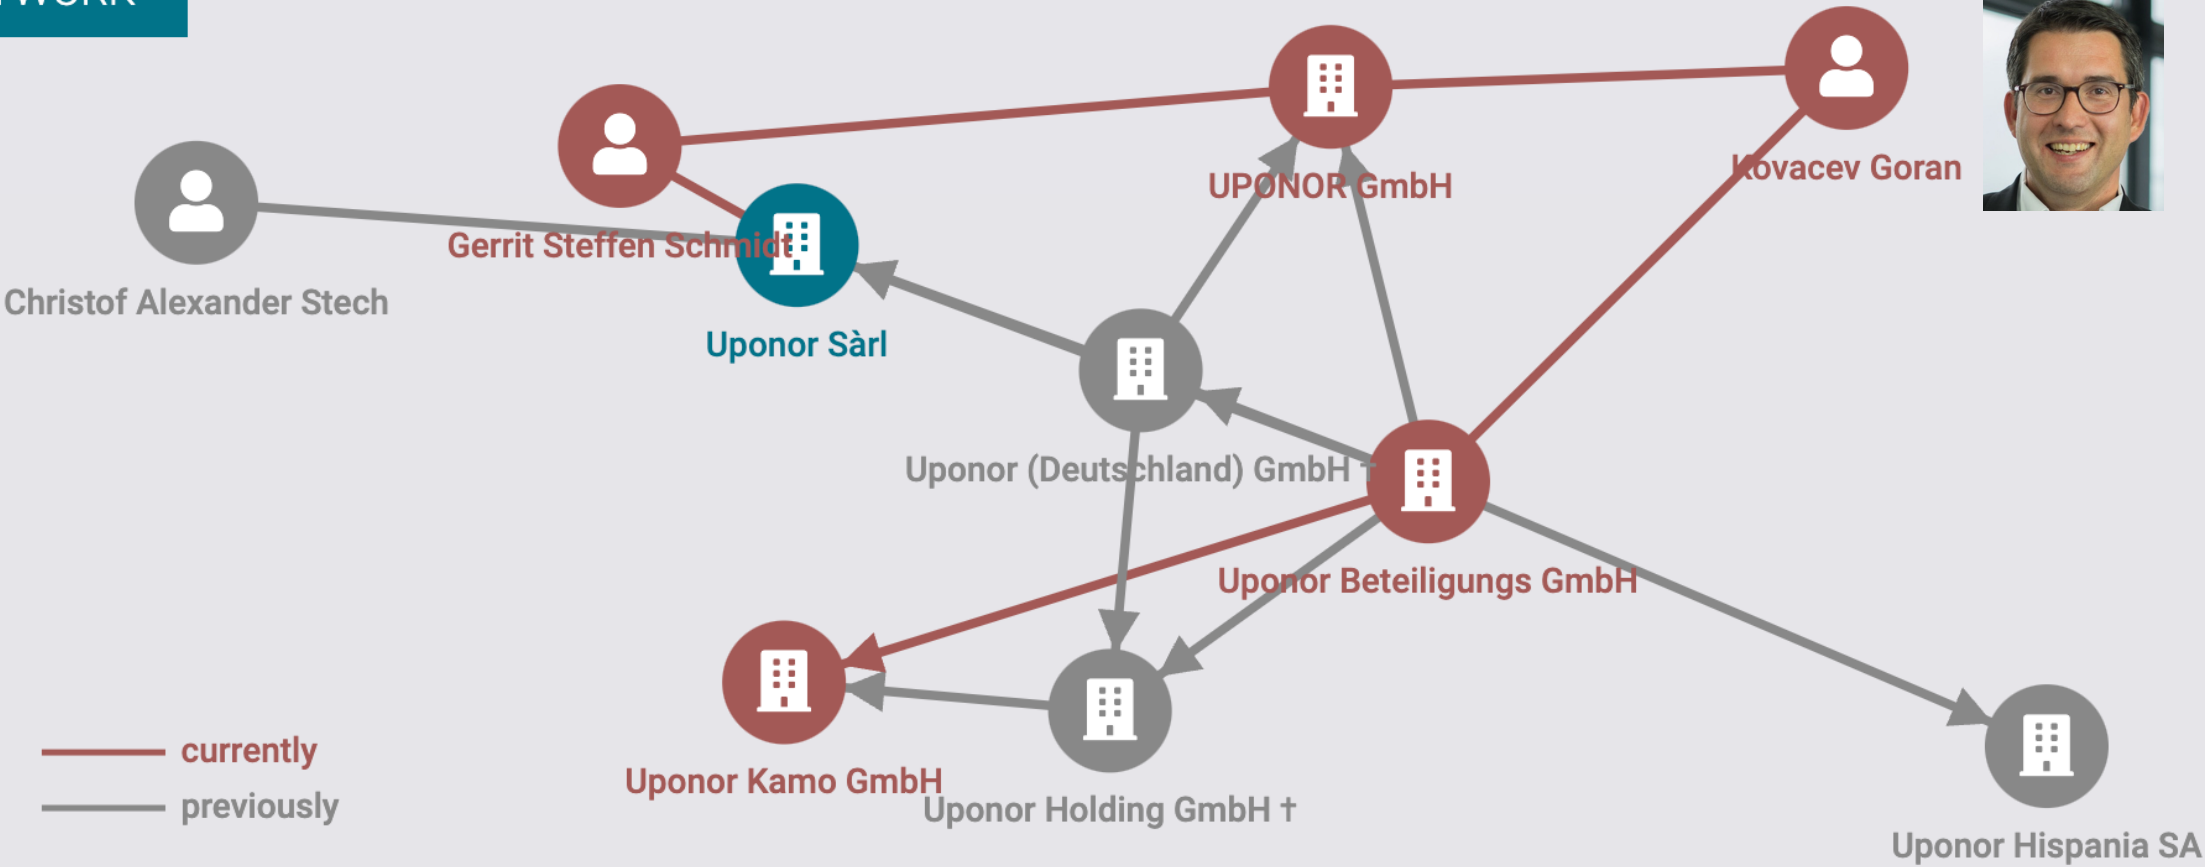 Kovacev Goran
UPONOR GmbH
Gerrit Steffen Schmidt
Christof Alexander Stech
Uponor Sàrl
Uponor (Deutschland) GmbH †
Uponor Beteiligungs GmbH
currently
Uponor Kamo GmbH
previously
Uponor Holding GmbH †
Uponor Hispania SA